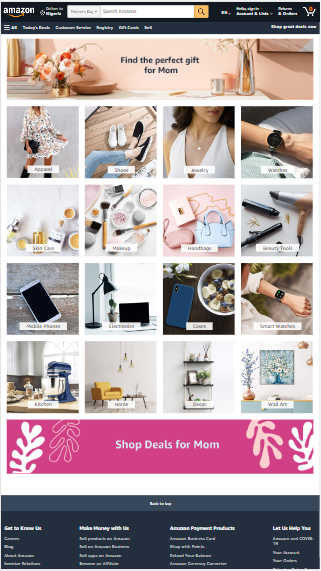 amazon
Deliver to
Nigeria
Mother's Day
Search Amazon
EN
Hello, sign in
Account & Lists
Returns
& Orders
0
All
Today's Deals
Customer Service
Registry
Gift Cards
Sell
Shop great deals now
Find the perfect gift
for Mom
Apparel
Shoes
Jewelry
Watches
Skin Care
Makeup
Handbags
Beauty Tools
Mobile Phones
Electronics
Cases
Smart Watches
Kitchen
Home
Decor
Wall Art
Shop Deals for Mom
Back to top
Get to Know Us
Careers
Blog
About Amazon
Investor Relations
Make Money with Us
Sell products on Amazon
Sell on Amazon Business
Sell apps on Amazon
Become an Affiliate
Amazon Payment Products
Amazon Business Card
Shop with Points
Reload Your Balance
Amazon Currency Converter
Let Us Help You
Amazon and COVID-
19
Your Account
Your Orders